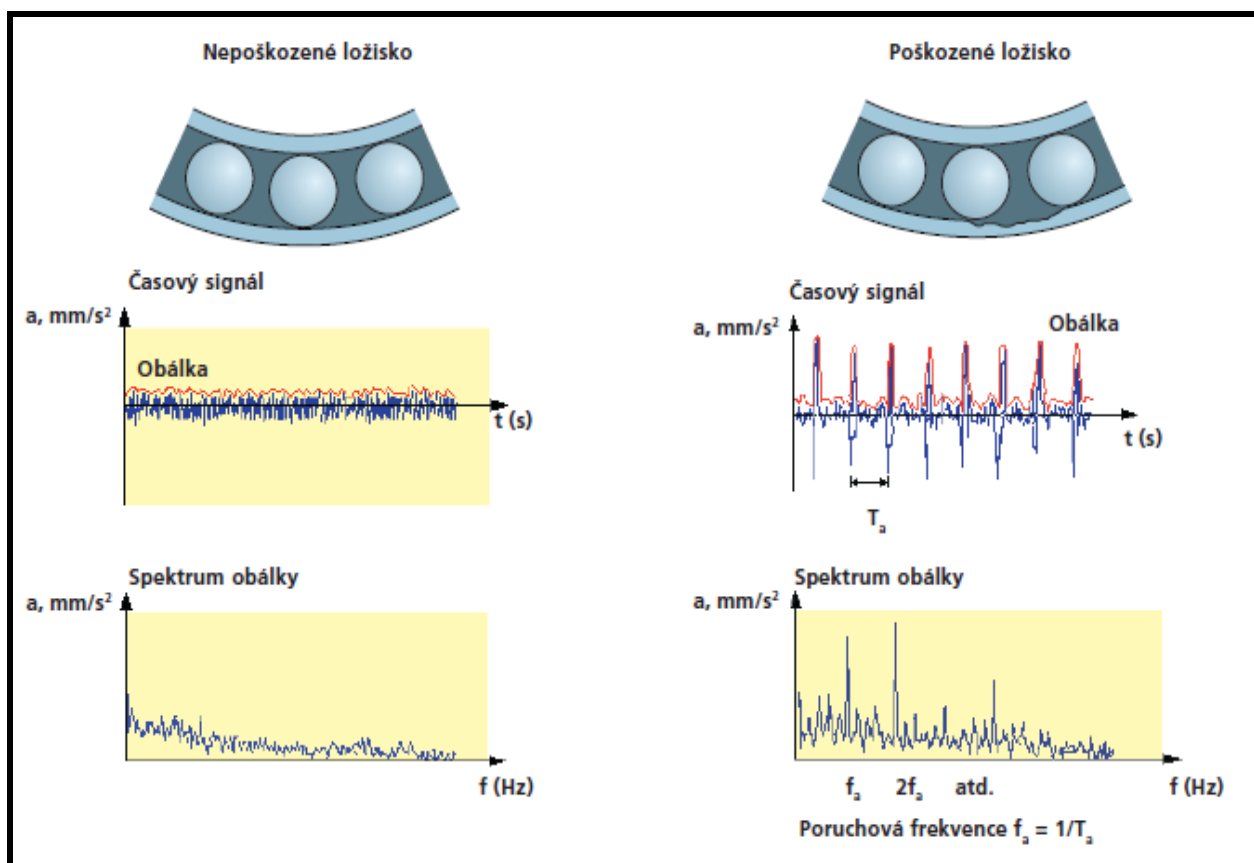 Nepoškozené ložisko
Časový signál
a, mm/s²
Obálka
t (s)
Spektrum obálky
a, mm/s²
f (Hz)
Poškozené ložisko
Časový signál
a, mm/s²
Obálka
t (s)
Tₐ
Spektrum obálky
a, mm/s²
fₐ 2fₐ atd.
f (Hz)
Poruchová frekvence fₐ = 1/Tₐ